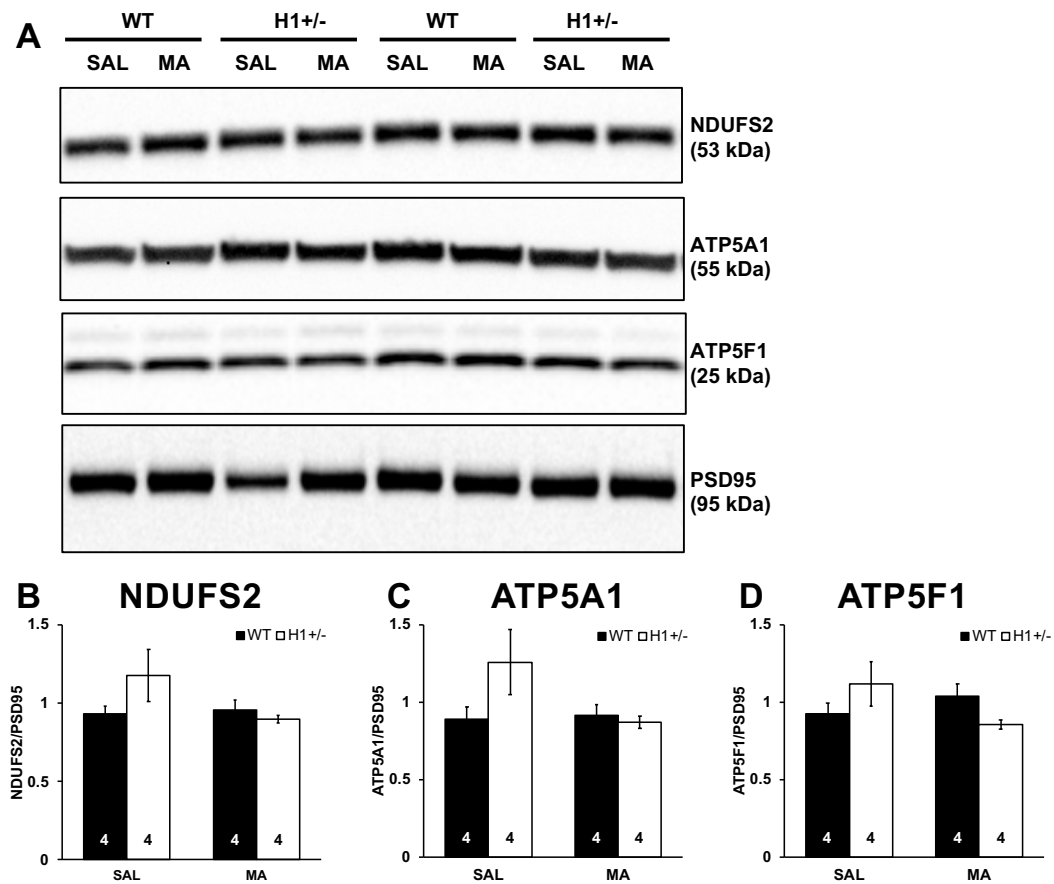 A
WT H1+/- WT H1+/-
SAL MA SAL MA SAL MA SAL MA
NDUFS2
(53 kDa)
ATP5A1
(55 kDa)
ATP5F1
(25 kDa)
PSD95
(95 kDa)
B NDUFS2
WT H1+/-
NDUFS2/PSD95
1.5
1
0.5
0
4 4 4 4
SAL MA
C ATP5A1
WT H1+/-
ATP5A1/PSD95
1.5
1
0.5
0
4 4 4 4
SAL MA
D ATP5F1
WT H1+/-
ATP5F1/PSD95
1.5
1
0.5
0
4 4 4 4
SAL MA